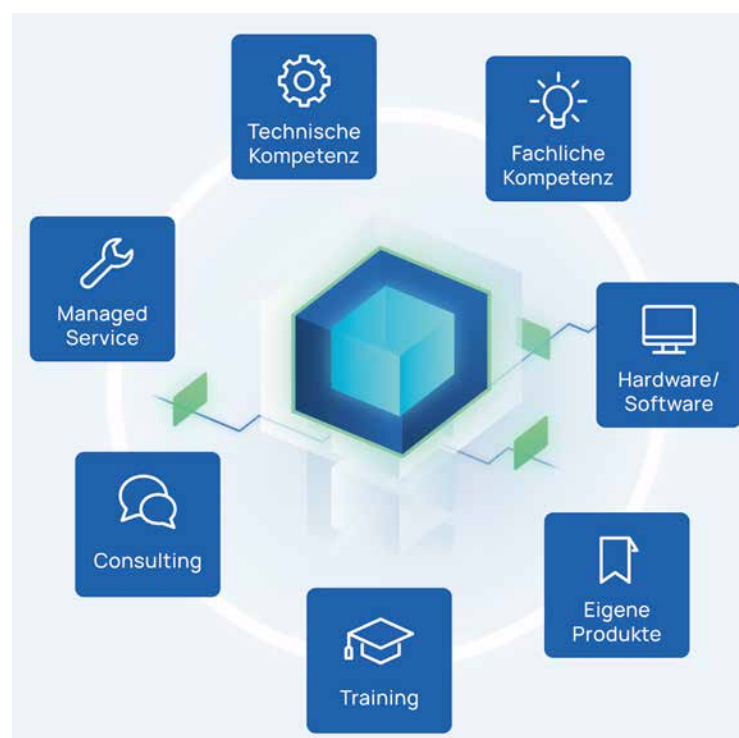 Technische
Kompetenz
Fachliche
Kompetenz
Managed
Service
Hardware/
Software
Consulting
Eigene
Produkte
Training